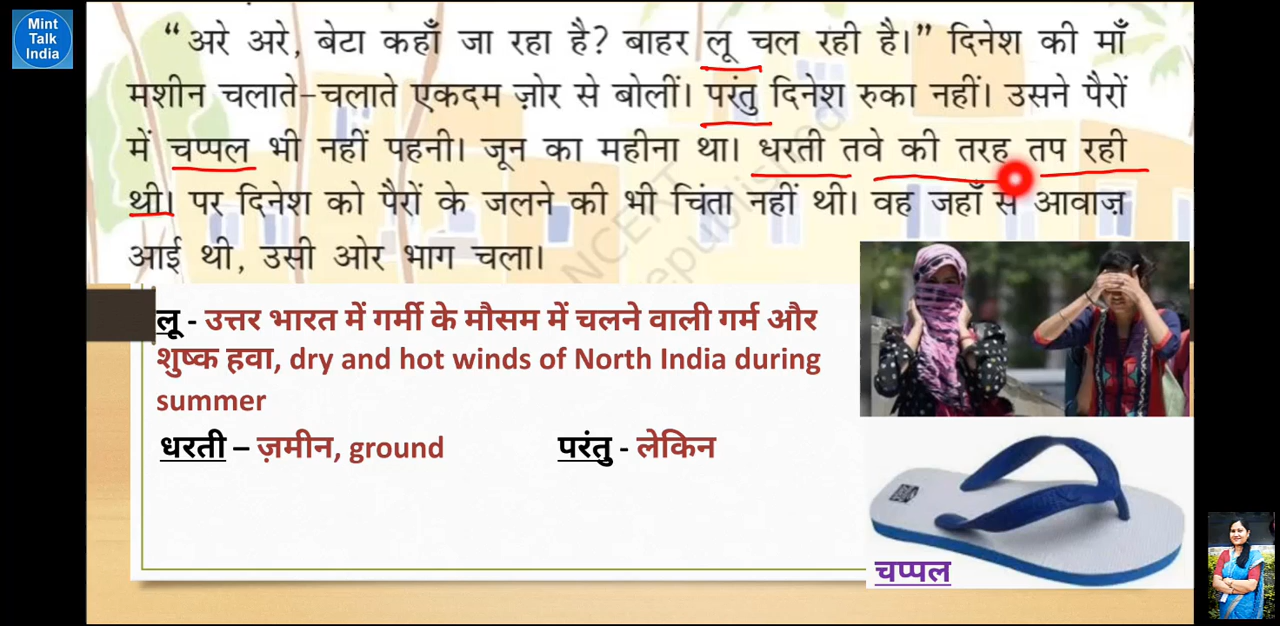 Mint
Talk
India
“अरे अरे, बेटा कहाँ जा रहा है? बाहर लू चल रही है।” दिनेश की माँ
मशीन चलाते-चलाते एकदम ज़ोर से बोलीं। परंतु दिनेश रुका नहीं। उसने पैरों
में चप्पल भी नहीं पहनी। जून का महीना था। धरती तवे की तरह तप रही
थी। पर दिनेश को पैरों के जलने की भी चिंता नहीं थी। वह जहाँ से आवाज़
आई थी, उसी ओर भाग चला।
NCERT
republished
लू - उत्तर भारत में गर्मी के मौसम में चलने वाली गर्म और
शुष्क हवा, dry and hot winds of North India during
summer
धरती – ज़मीन, ground परंतु - लेकिन
चप्पल